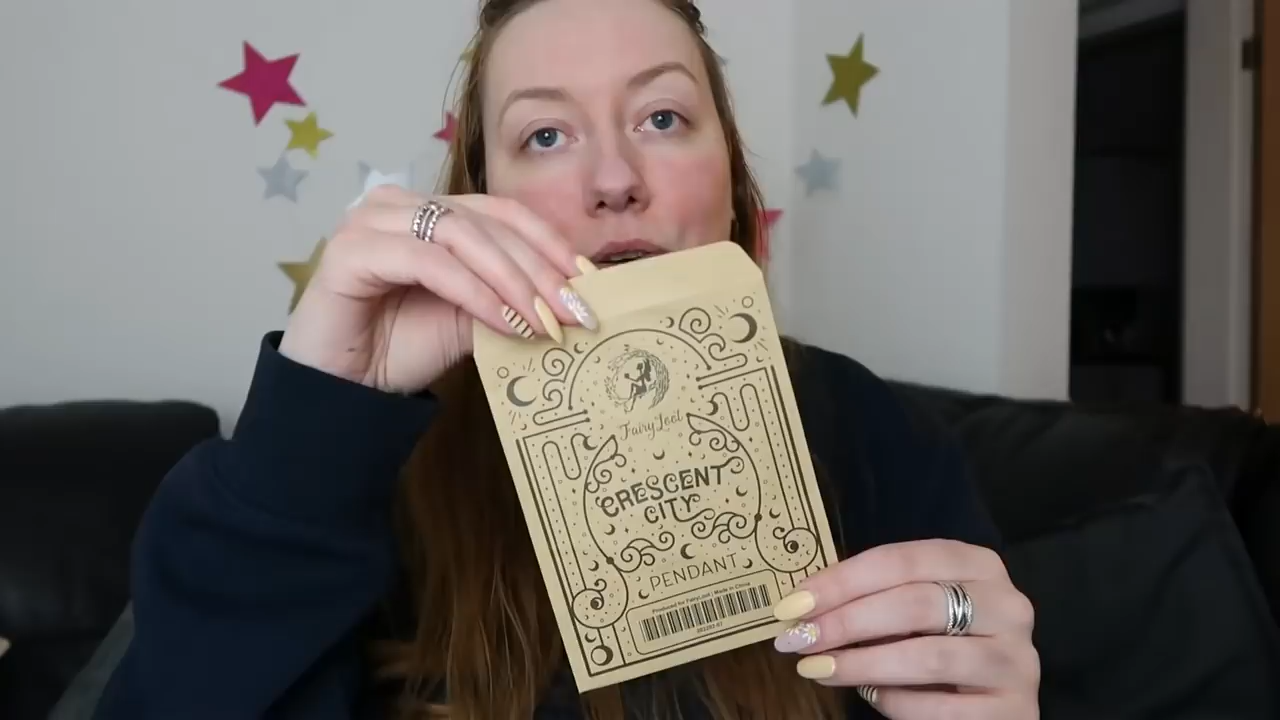 FairyLoot
CRESCENT
CITY
PENDANT
Produced for FairyLoot | Made in China